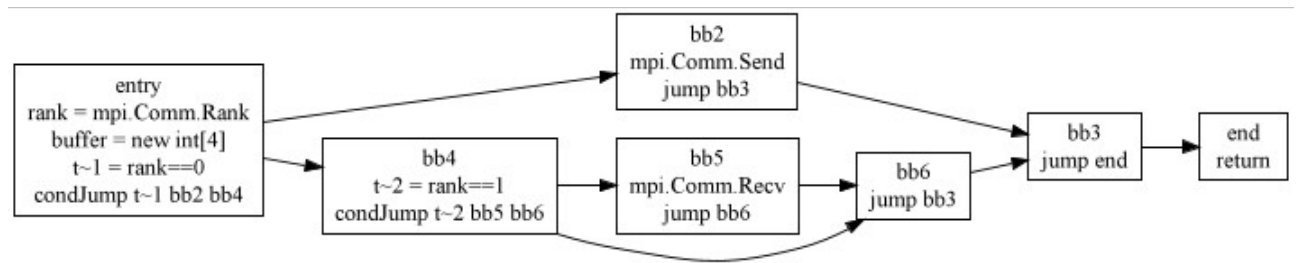 entry
rank = mpi.Comm.Rank
buffer = new int[4]
t~1 = rank==0
condJump t~1 bb2 bb4
bb2
mpi.Comm.Send
jump bb3
bb4
t~2 = rank==1
condJump t~2 bb5 bb6
bb5
mpi.Comm.Recv
jump bb6
bb6
jump bb3
bb3
jump end
end
return